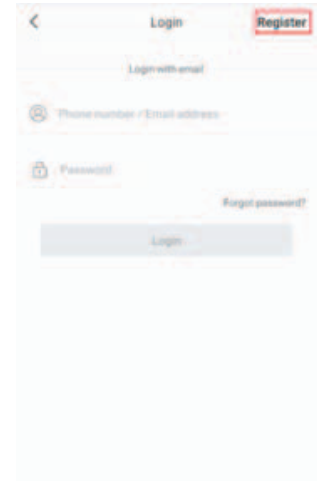 Login
Register
Login with email
Phone number / Email address
Password
Forgot password?
Login